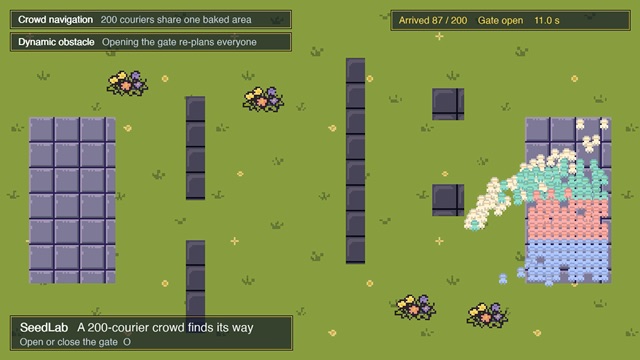 Crowd navigation 200 couriers share one baked area
Dynamic obstacle Opening the gate re-plans everyone
Arrived 87 / 200 Gate open 11.0 s
SeedLab A 200-courier crowd finds its way
Open or close the gate O